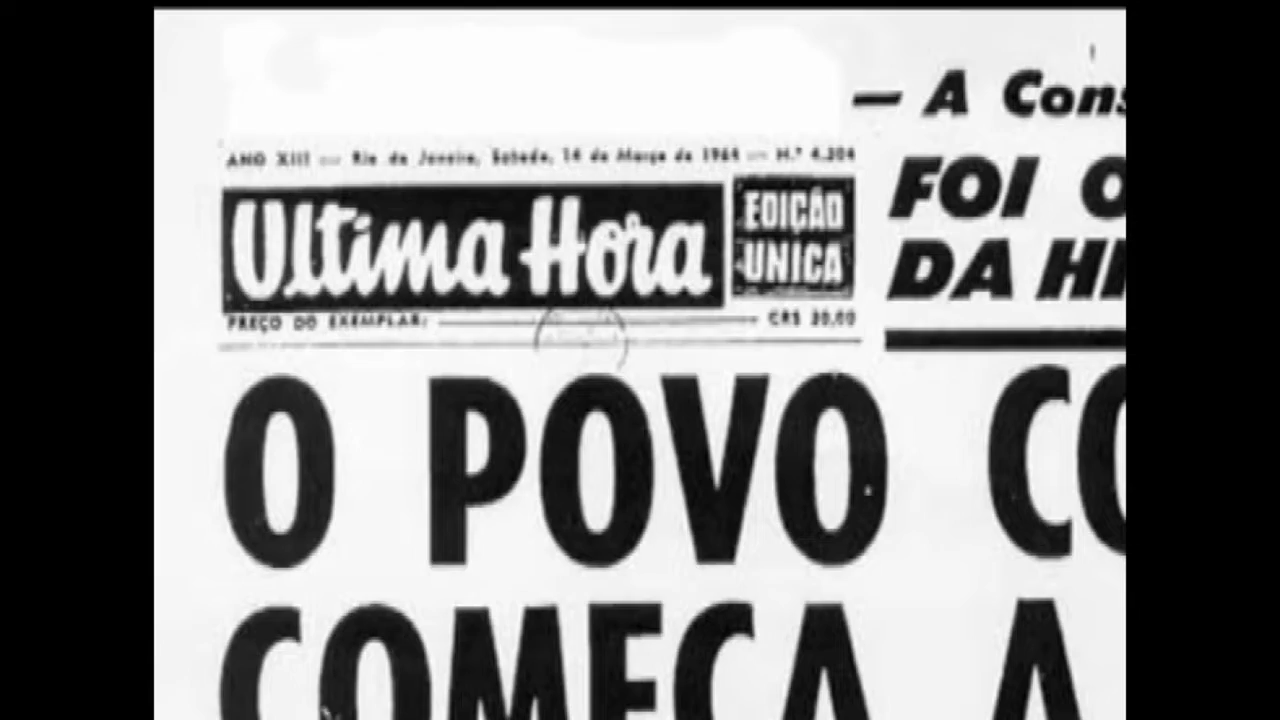 — A Cons
ANO XIII — Rio de Janeiro, Sábado, 14 de Março de 1964 — N.º 4.204
Ultima Hora
EDIÇÃO
UNICA
FOI O
DA HI
PREÇO DO EXEMPLAR: CR$ 20,00
O POVO CO
COMEÇA A